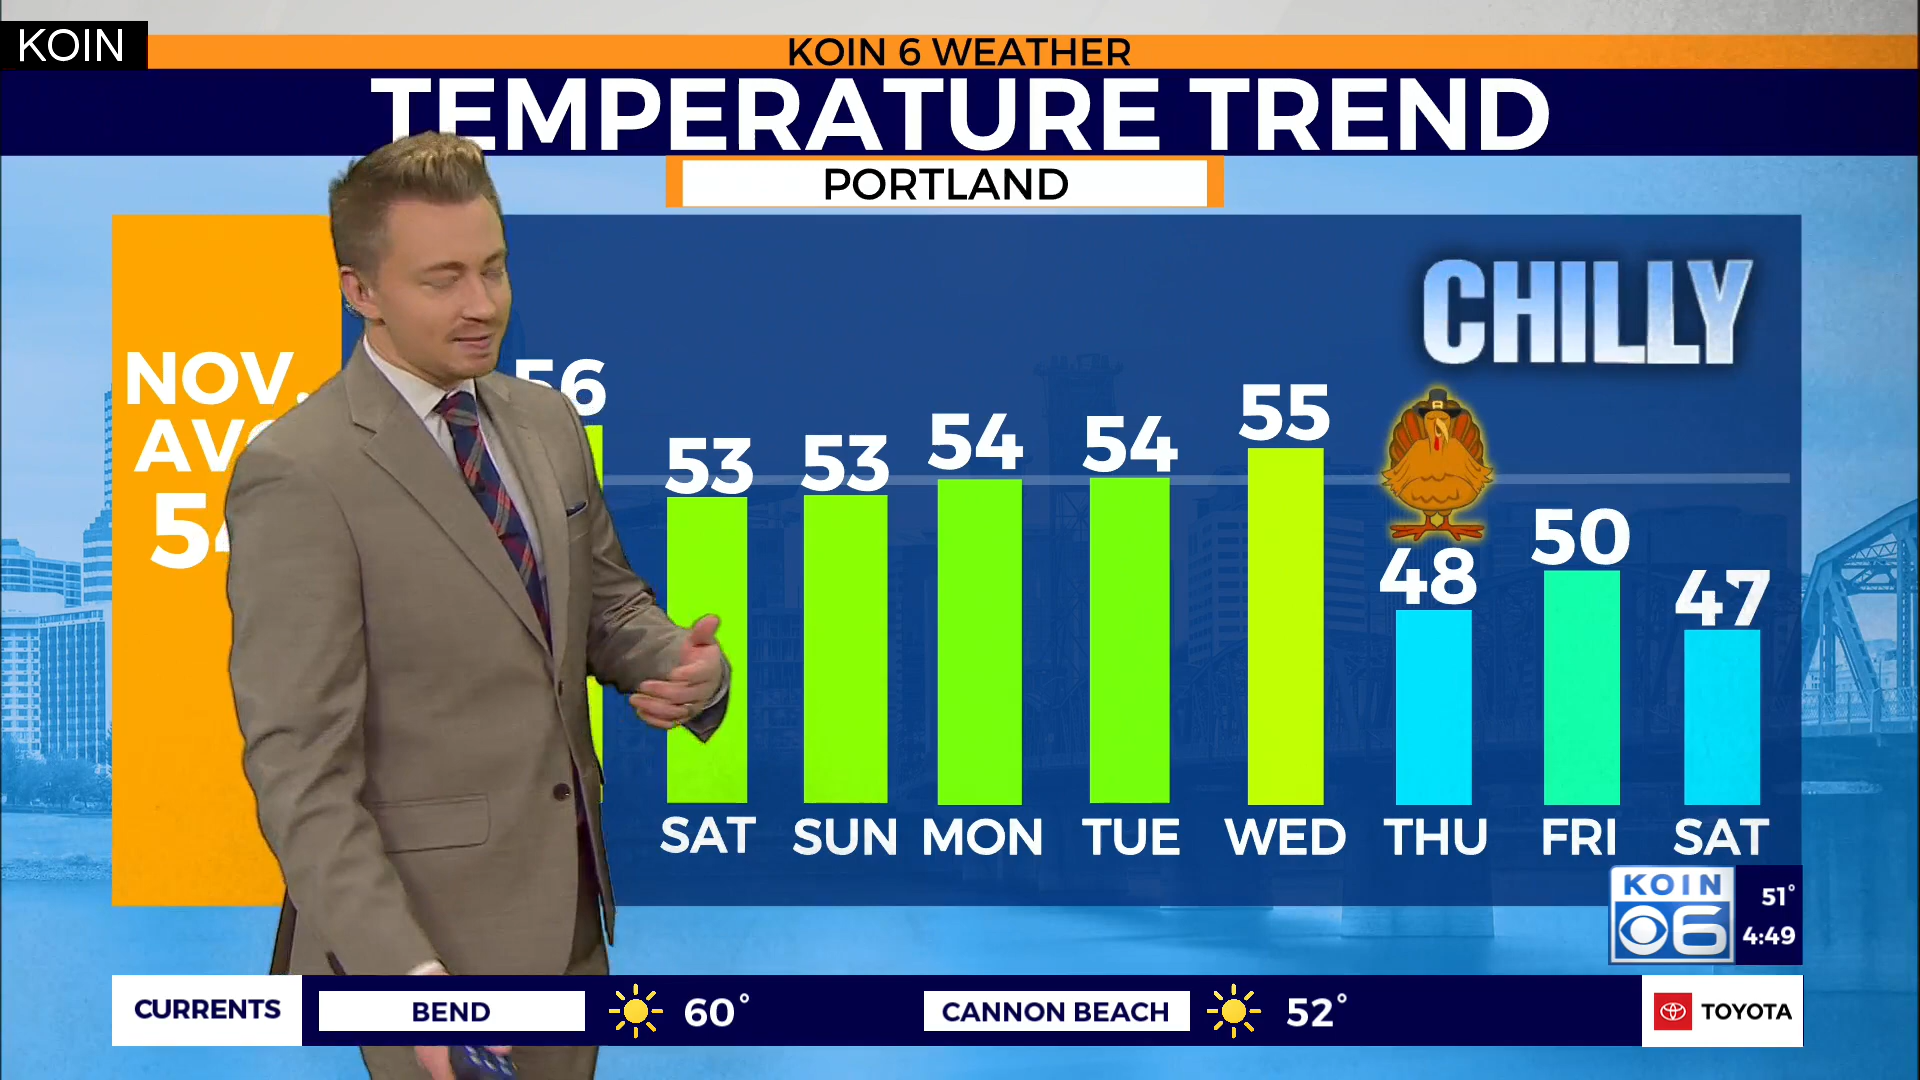 KOIN
KOIN 6 WEATHER
TEMPERATURE TREND
PORTLAND
CHILLY
NOV.
56
53
53
54
54
55
48
50
47
SAT
SUN
MON
TUE
WED
THU
FRI
SAT
KOIN
6
51°
4:49
CURRENTS
BEND
60°
CANNON BEACH
52°
TOYOTA